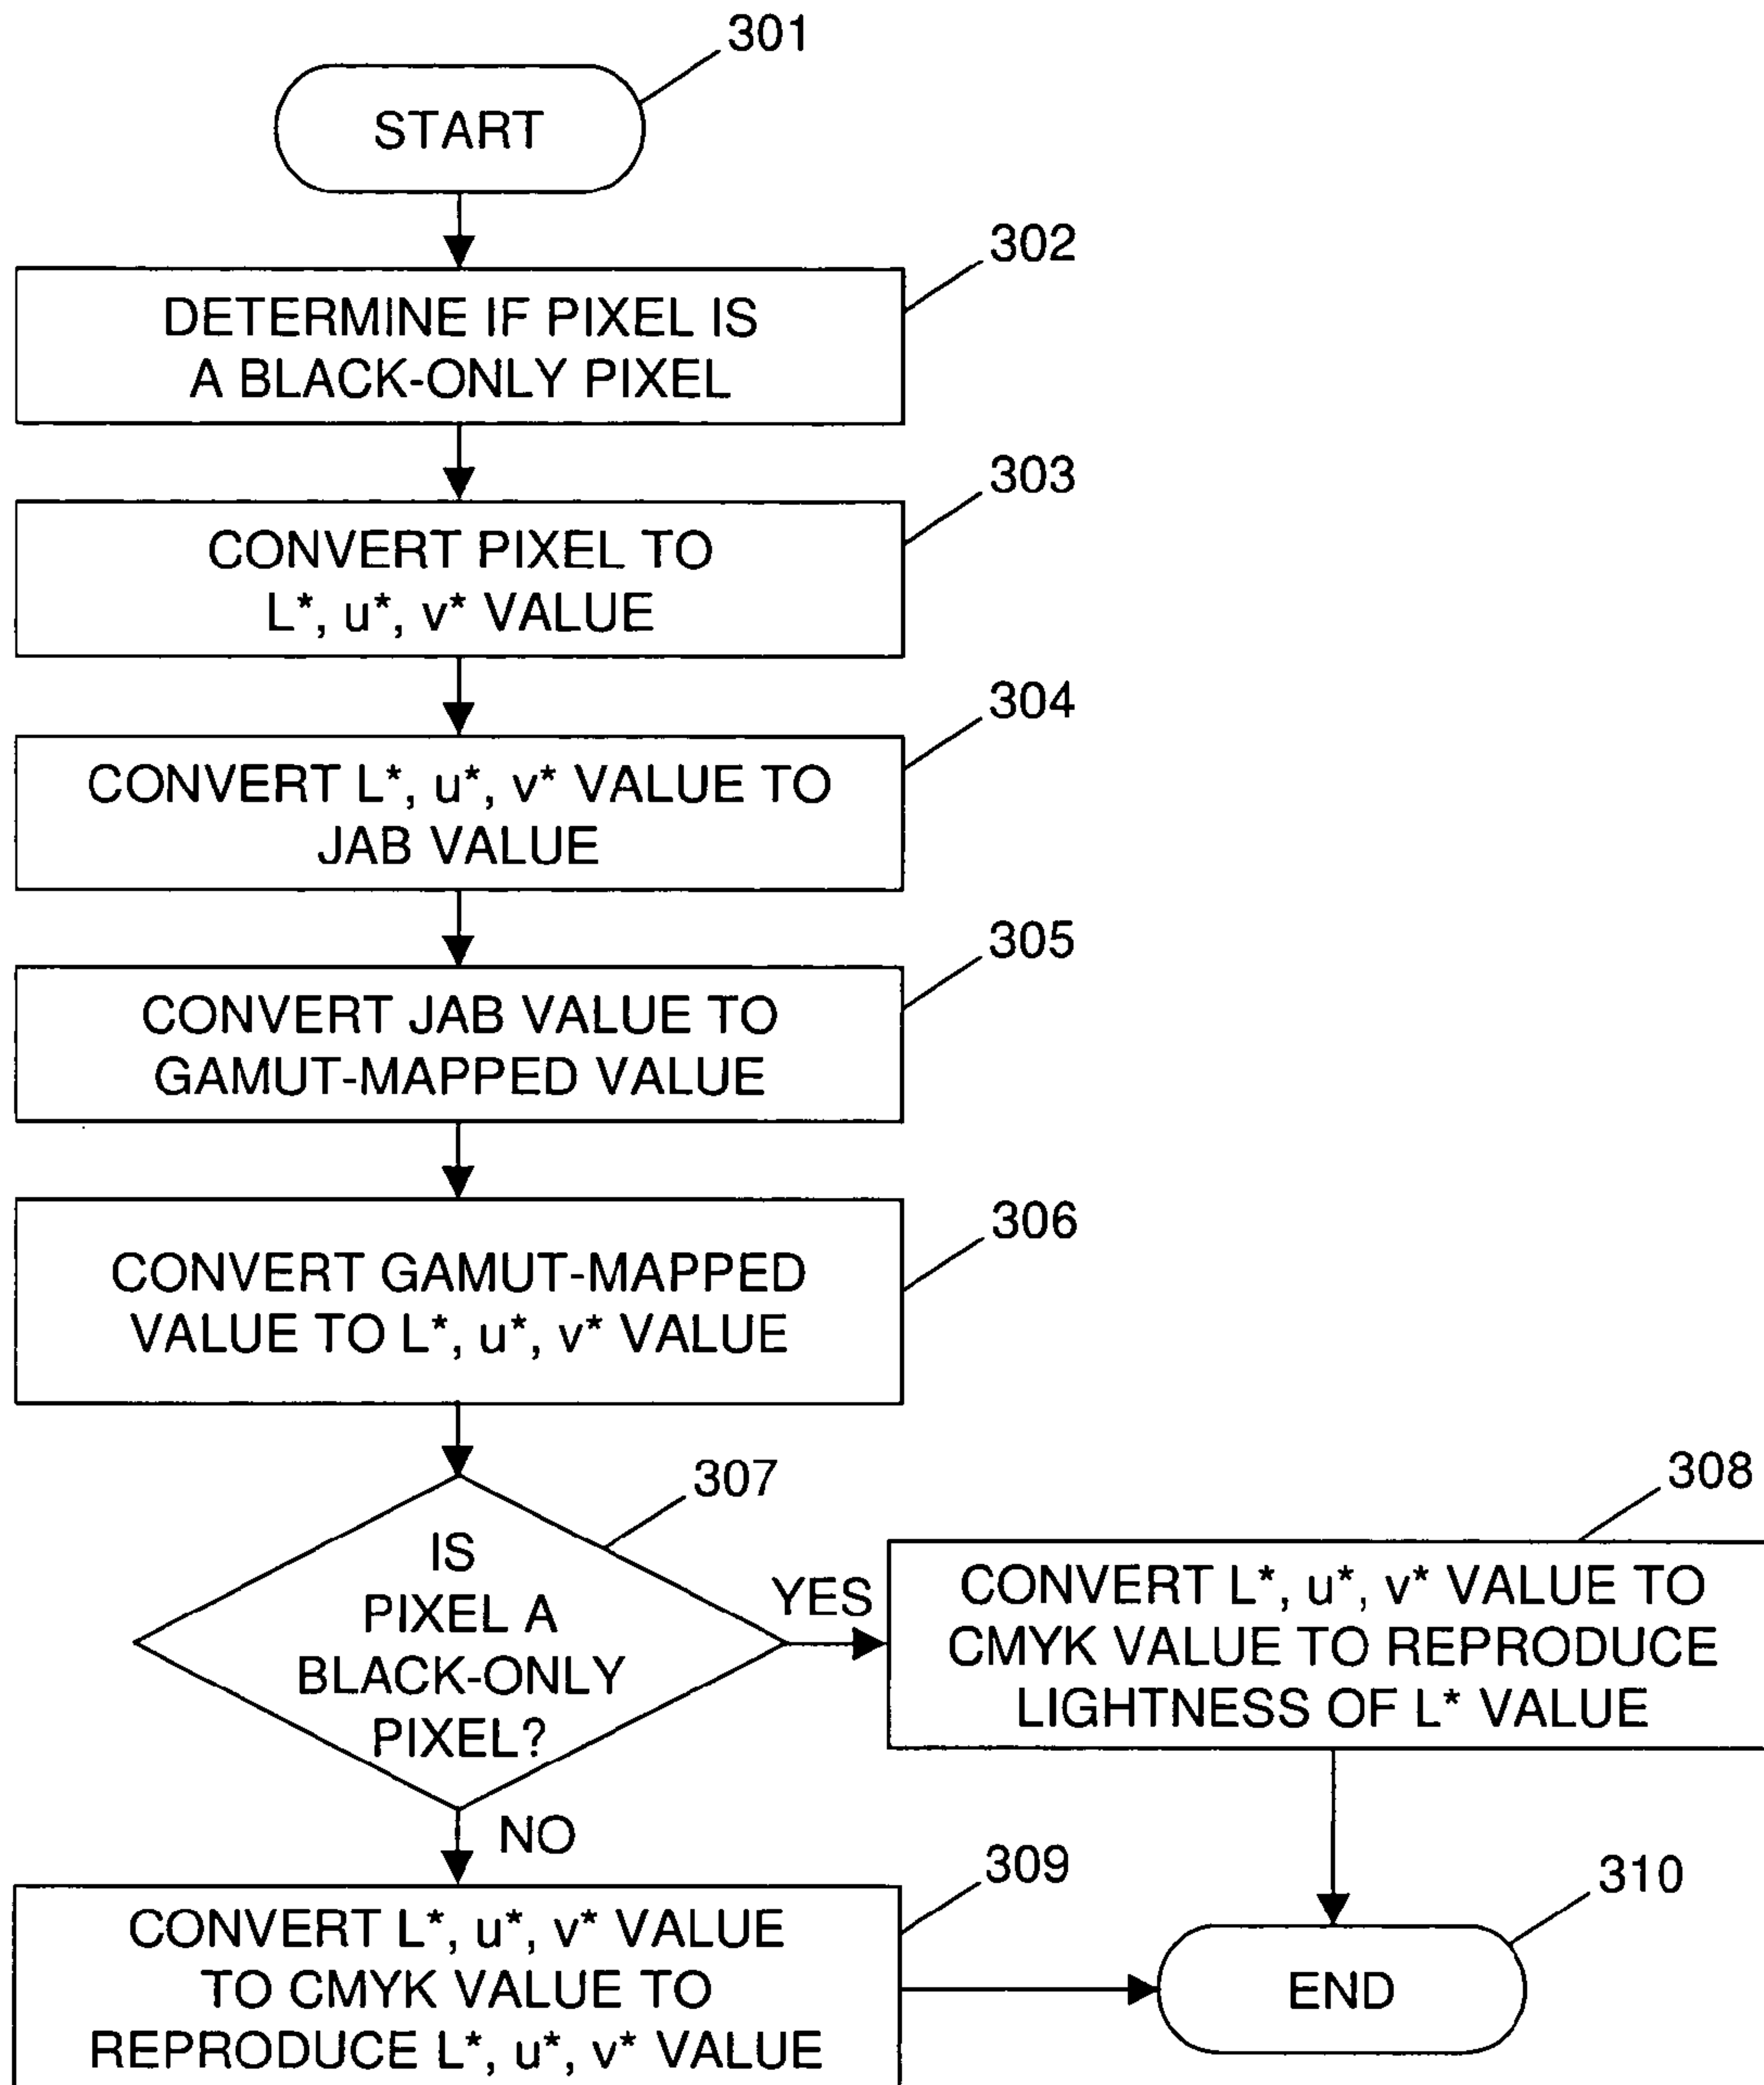 301
START
302
DETERMINE IF PIXEL IS
A BLACK-ONLY PIXEL
303
CONVERT PIXEL TO
L*, u*, v* VALUE
304
CONVERT L*, u*, v* VALUE TO
JAB VALUE
305
CONVERT JAB VALUE TO
GAMUT-MAPPED VALUE
306
CONVERT GAMUT-MAPPED
VALUE TO L*, u*, v* VALUE
307
IS
PIXEL A
BLACK-ONLY
PIXEL?
YES
308
CONVERT L*, u*, v* VALUE TO
CMYK VALUE TO REPRODUCE
LIGHTNESS OF L* VALUE
NO
309
CONVERT L*, u*, v* VALUE
TO CMYK VALUE TO
REPRODUCE L*, u*, v* VALUE
310
END